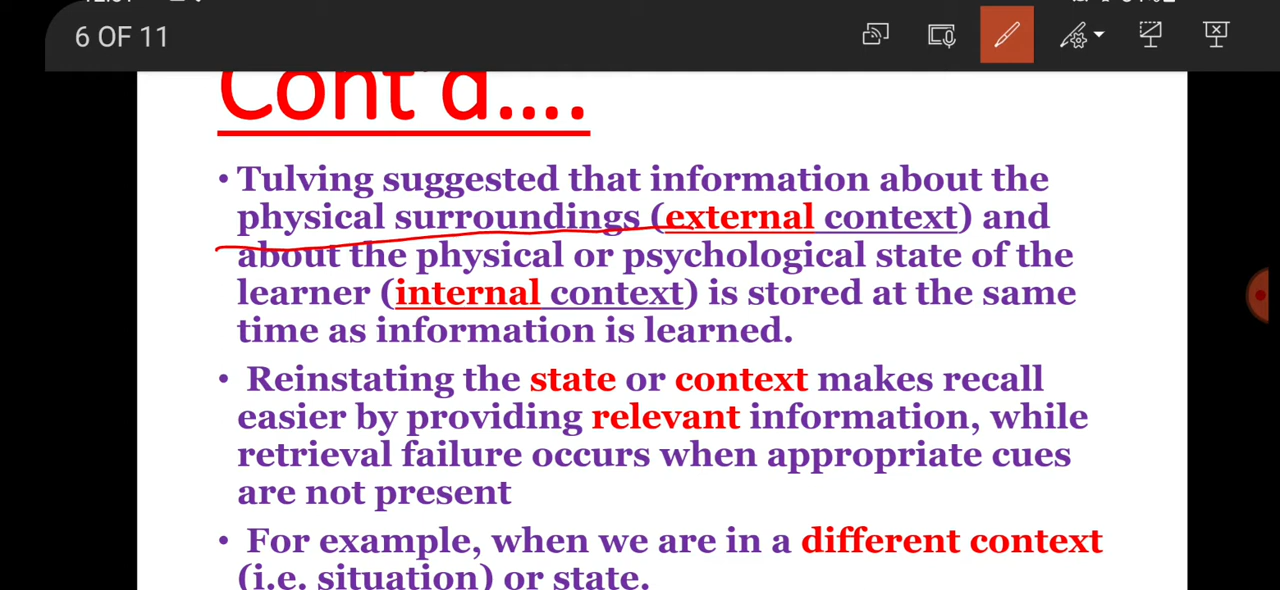 6 OF 11
Cont'd....
• Tulving suggested that information about the
physical surroundings (external context) and
about the physical or psychological state of the
learner (internal context) is stored at the same
time as information is learned.
• Reinstating the state or context makes recall
easier by providing relevant information, while
retrieval failure occurs when appropriate cues
are not present
• For example, when we are in a different context
(i.e. situation) or state.